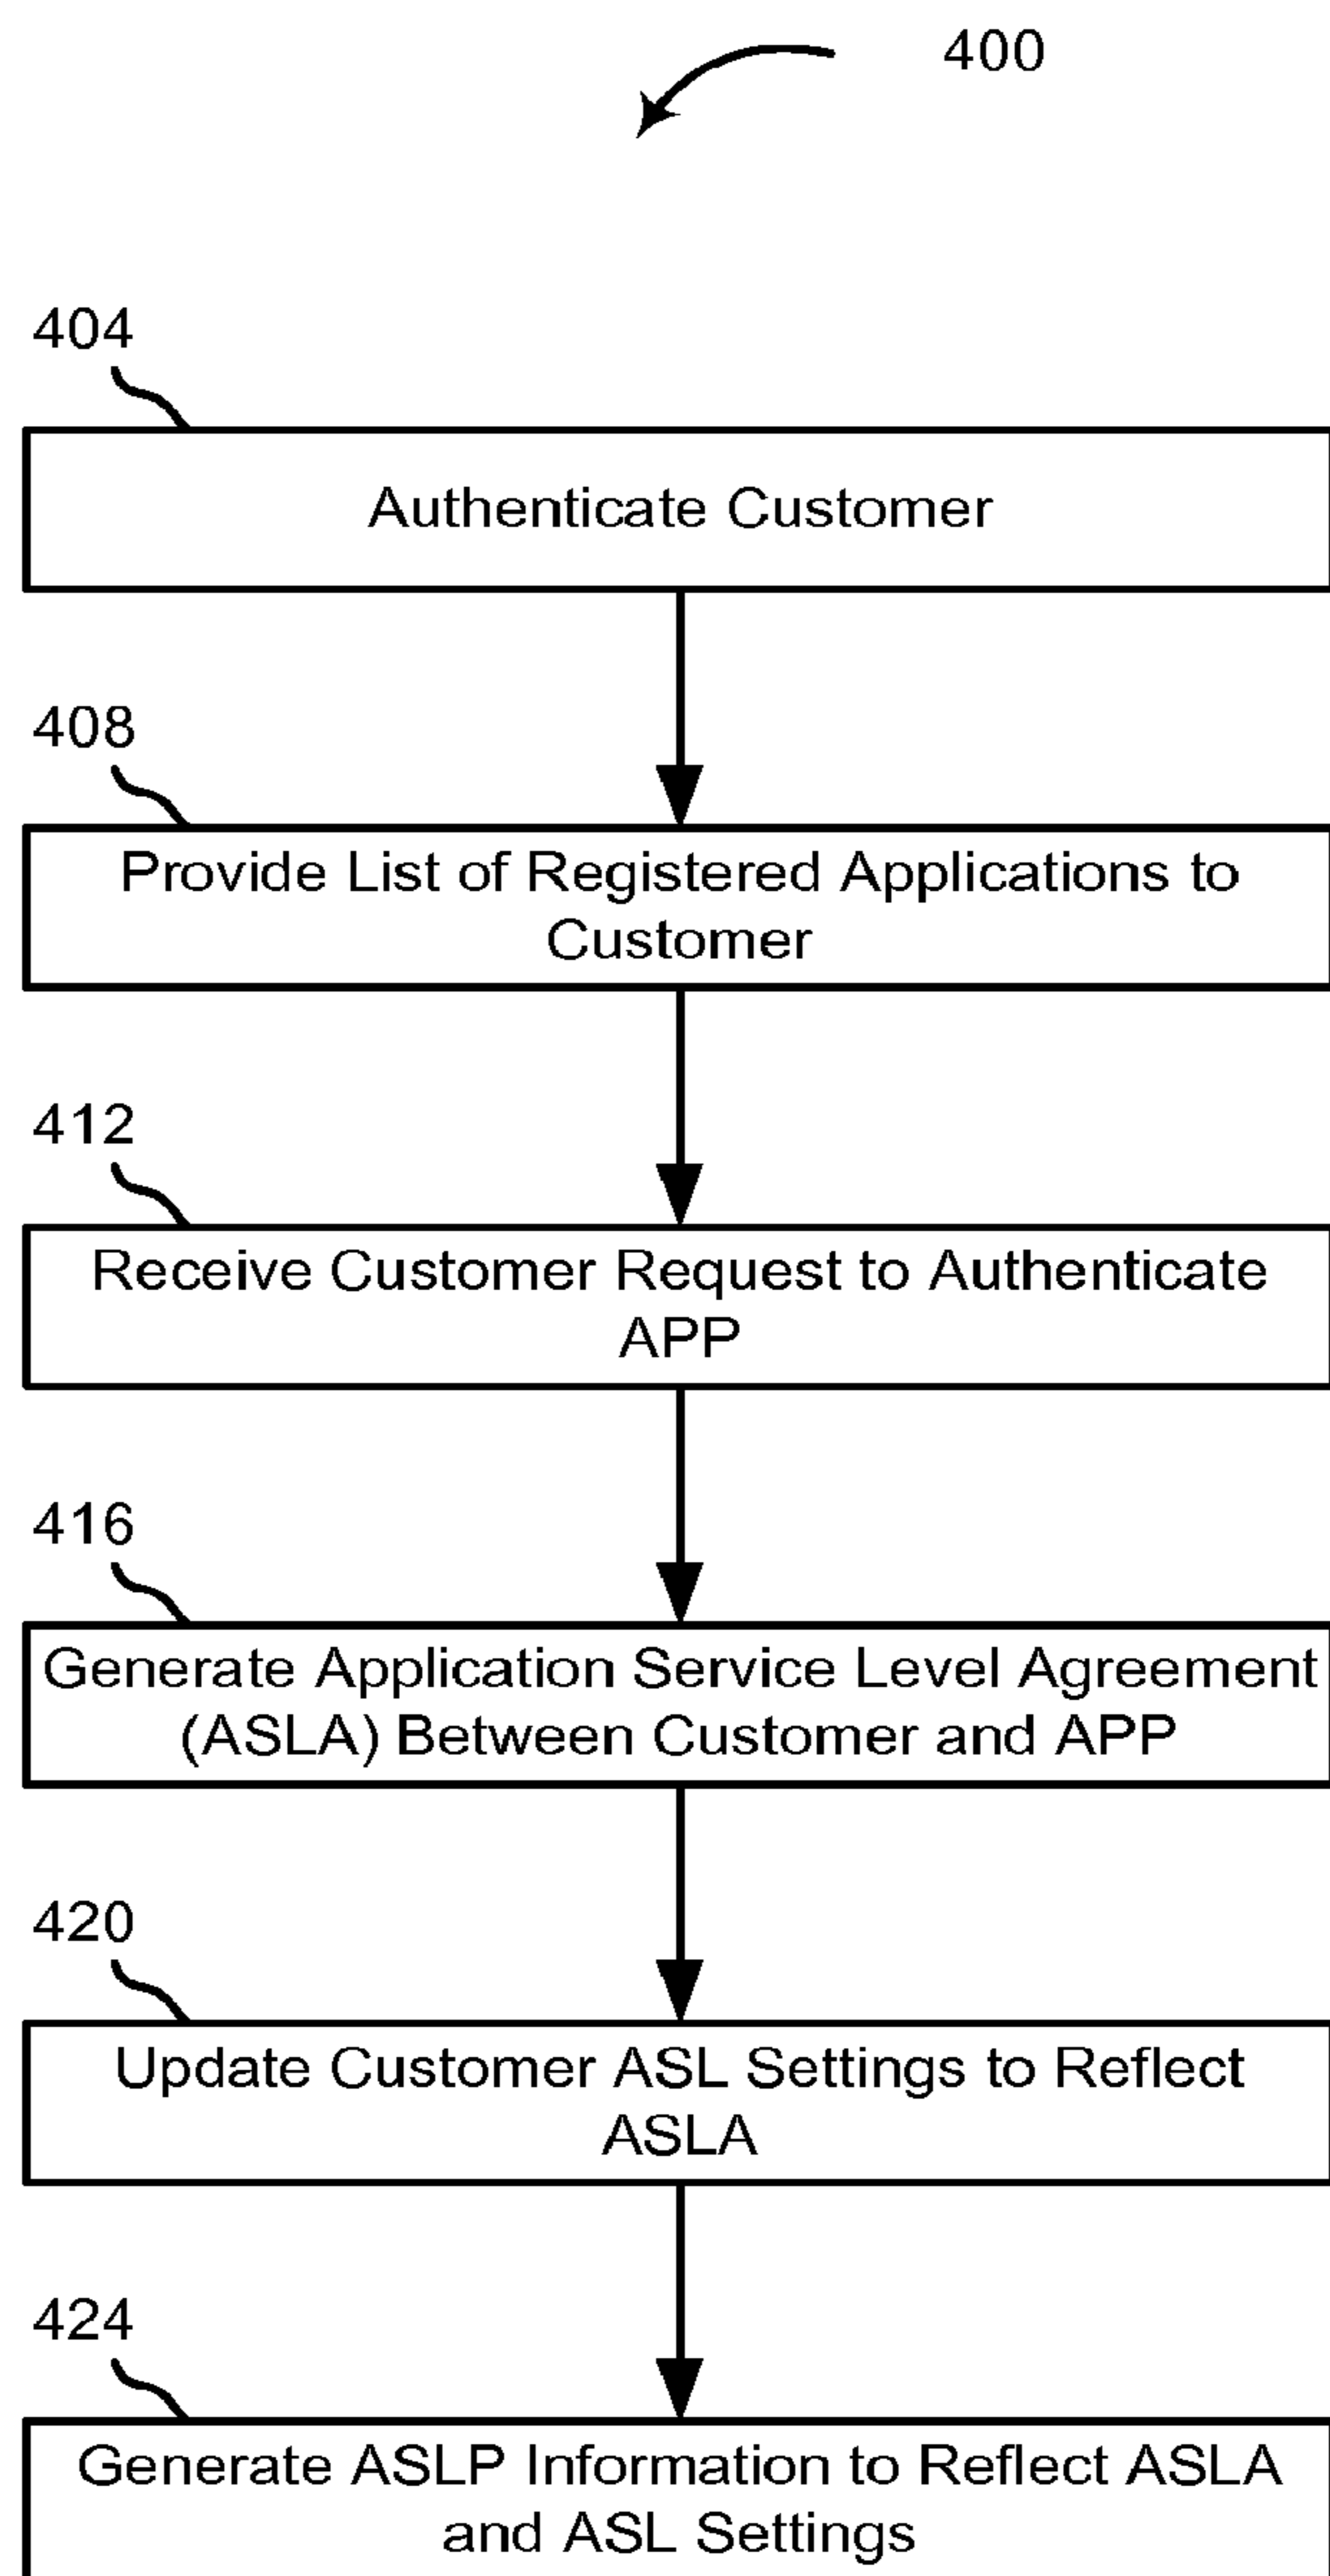 400
404
Authenticate Customer
408
Provide List of Registered Applications to
Customer
412
Receive Customer Request to Authenticate
APP
416
Generate Application Service Level Agreement
(ASLA) Between Customer and APP
420
Update Customer ASL Settings to Reflect
ASLA
424
Generate ASLP Information to Reflect ASLA
and ASL Settings